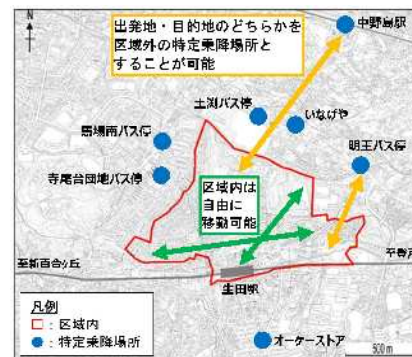 出発地・目的地のどちらかを
区域外の特定乗降場所と
することが可能
中野島駅
N
土渕バス停
いなげや
馬場南バス停
明王バス停
寺尾台団地バス停
区域内は
自由に
移動可能
至新百合ヶ丘
至登戸
生田駅
凡例
：区域内
：特定乗降場所
オーケーストア
500m